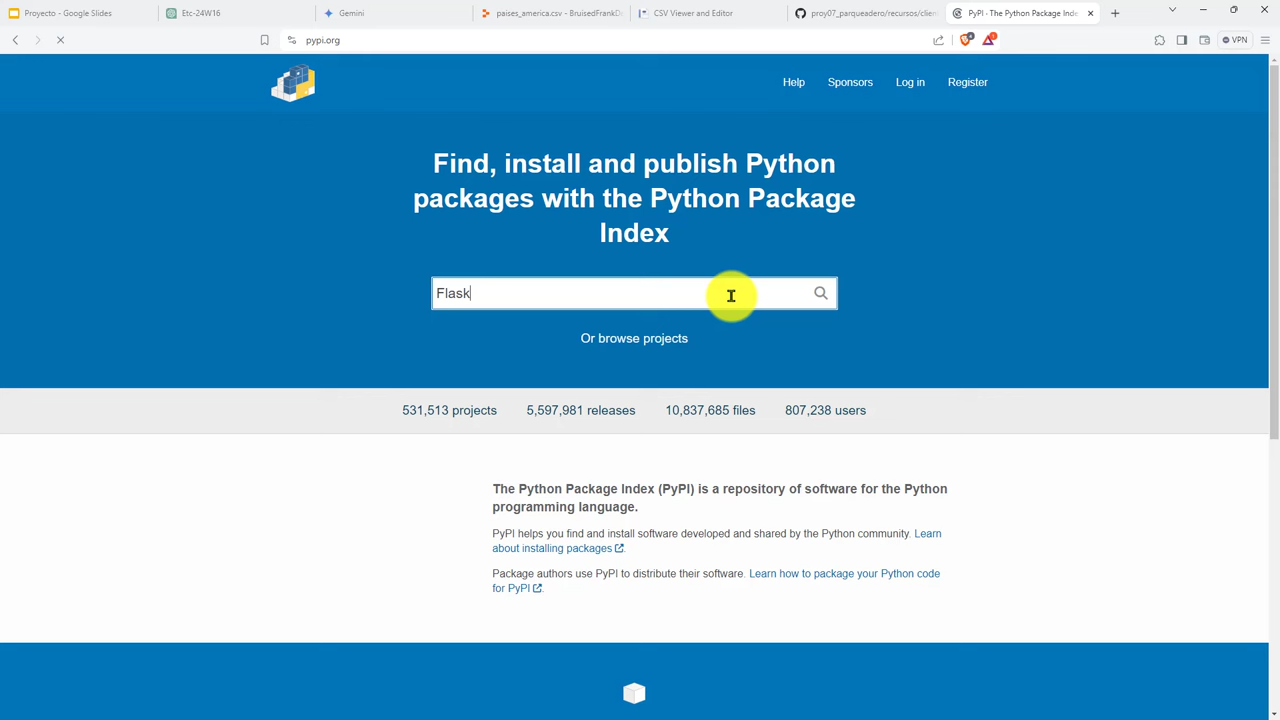 Proyecto - Google Slides
Etc-24W16
Gemini
paises_america.csv - BruisedFrankDa
CSV Viewer and Editor
proy07_parqueadero/recursos/client
PyPI · The Python Package Index
pypi.org
VPN
Help
Sponsors
Log in
Register
Find, install and publish Python
packages with the Python Package
Index
Flask
Or browse projects
531,513 projects
5,597,981 releases
10,837,685 files
807,238 users
The Python Package Index (PyPI) is a repository of software for the Python
programming language.
PyPI helps you find and install software developed and shared by the Python community. Learn
about installing packages.
Package authors use PyPI to distribute their software. Learn how to package your Python code
for PyPI.